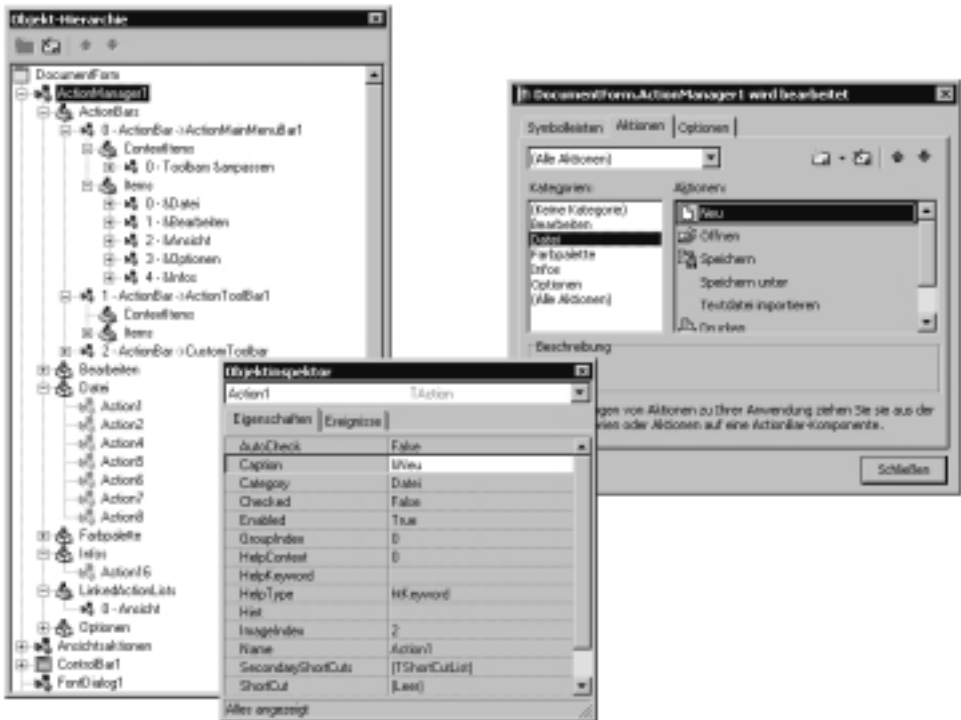 Objekt-Hierarchie
DocumentForm
ActionManager1
ActionBars
0 - ActionBar->ActionMainMenuBar1
ContextItems
0 - Toolbars &anpassen
Items
0 - &Datei
1 - &Bearbeiten
2 - &Ansicht
3 - &Optionen
4 - &Infos
1 - ActionBar->ActionToolBar1
ContextItems
Items
2 - ActionBar->CustomToolbar
Bearbeiten
Datei
Action1
Action2
Action4
Action5
Action6
Action7
Action8
Farbpalette
Infos
Action16
LinkedActionLists
0 - Ansicht
Optionen
Ansichtsaktionen
ControlBar1
FontDialog1
DocumentForm.ActionManager1 wird bearbeitet
Symbolleisten Aktionen Optionen
(Alle Aktionen)
Kategorien:
(Keine Kategorie)
Bearbeiten
Datei
Farbpalette
Infos
Optionen
(Alle Aktionen)
Aktionen:
Neu
Öffnen
Speichern
Speichern unter
Textdatei importieren
Drucken
Beschreibung
gen von Aktionen zu Ihrer Anwendung ziehen Sie sie aus der
rien oder Aktionen auf eine ActionBar-Komponente.
Schließen
Objektinspektor
Action1 TAction
Eigenschaften Ereignisse
AutoCheck False
Caption &Neu
Category Datei
Checked False
Enabled True
GroupIndex 0
HelpContext 0
HelpKeyword
HelpType htKeyword
Hint
ImageIndex 2
Name Action1
SecondaryShortCuts (TShortCutList)
ShortCut (Leer)
Alles angezeigt